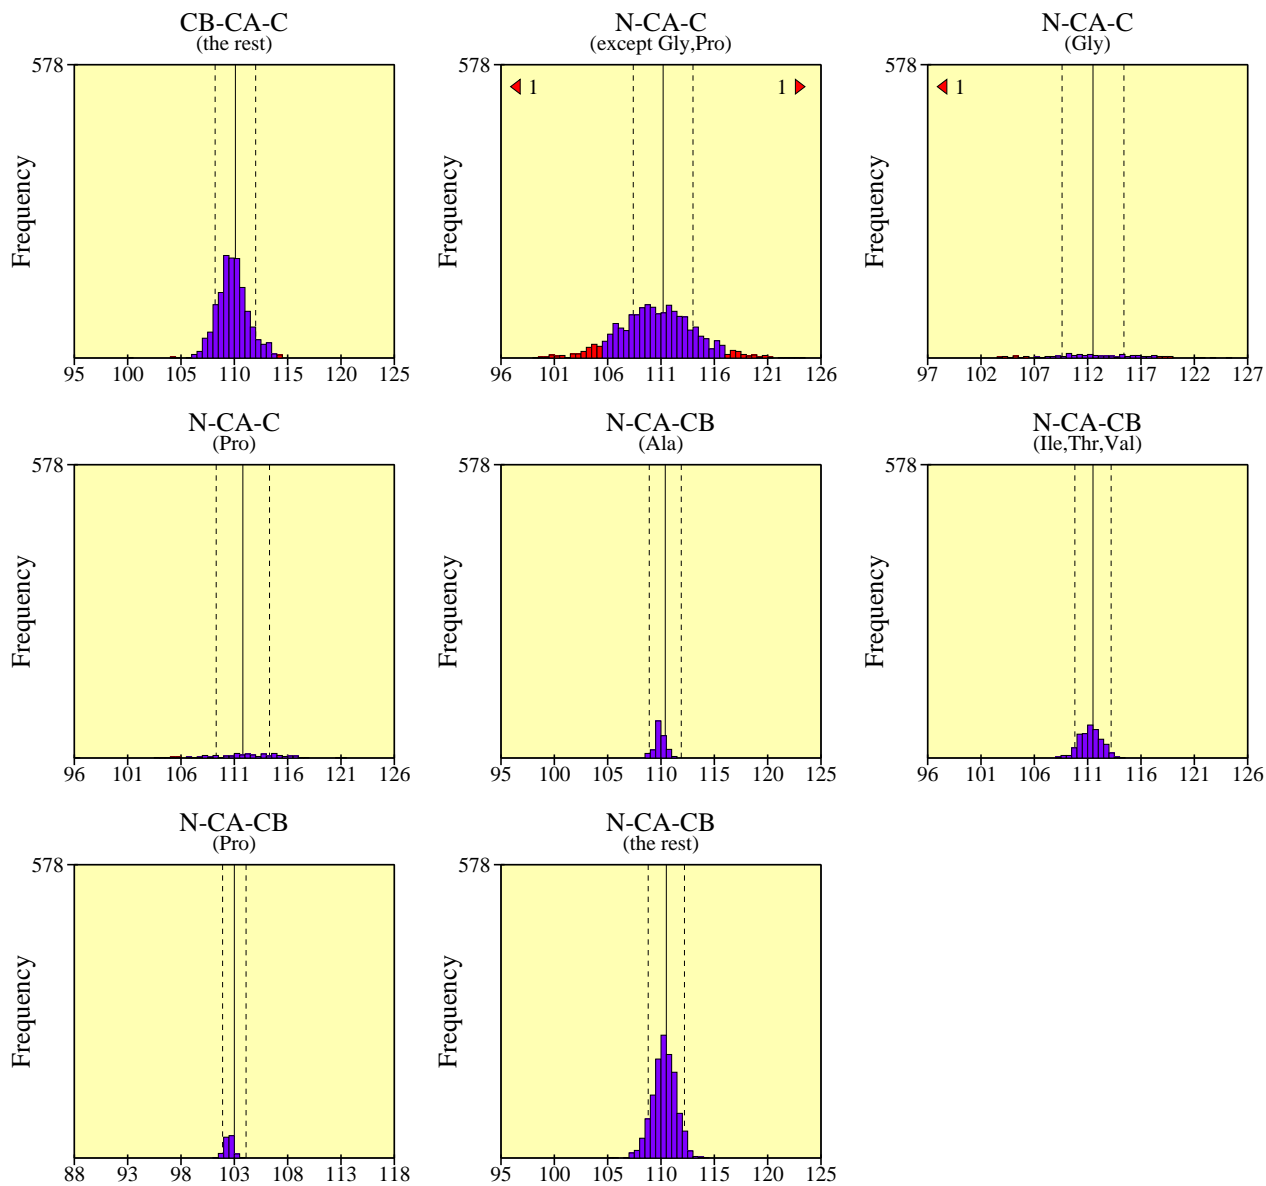 CB-CA-C
(the rest)
578
Frequency
95 100 105 110 115 120 125
N-CA-C
(except Gly,Pro)
578
1 1
Frequency
96 101 106 111 116 121 126
N-CA-C
(Gly)
578
1
Frequency
97 102 107 112 117 122 127
N-CA-C
(Pro)
578
Frequency
96 101 106 111 116 121 126
N-CA-CB
(Ala)
578
Frequency
95 100 105 110 115 120 125
N-CA-CB
(Ile,Thr,Val)
578
Frequency
96 101 106 111 116 121 126
N-CA-CB
(Pro)
578
Frequency
88 93 98 103 108 113 118
N-CA-CB
(the rest)
578
Frequency
95 100 105 110 115 120 125